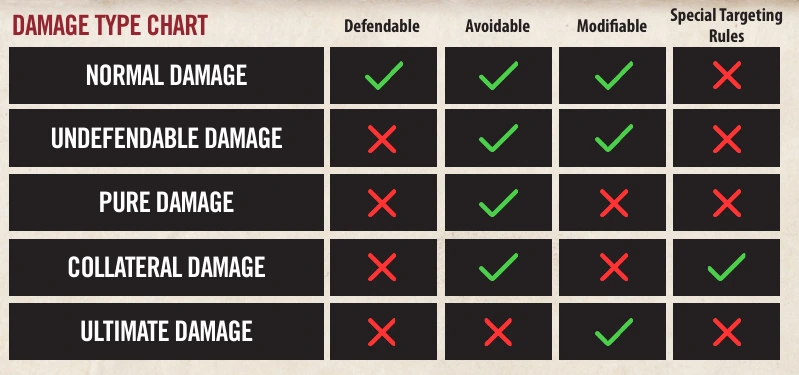 DAMAGE TYPE CHART
Defendable
Avoidable
Modifiable
Special Targeting
Rules
NORMAL DAMAGE
UNDEFENDABLE DAMAGE
PURE DAMAGE
COLLATERAL DAMAGE
ULTIMATE DAMAGE